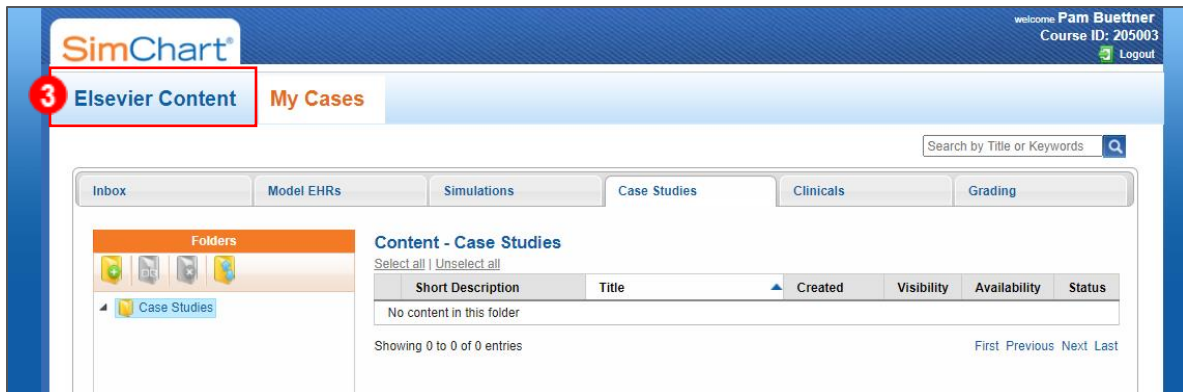 welcome Pam Buettner
SimChart®
Course ID: 205003
Logout
3 Elsevier Content My Cases
Search by Title or Keywords
Inbox Model EHRs Simulations Case Studies Clinicals Grading
Folders
Content - Case Studies
Select all | Unselect all
Short Description Title Created Visibility Availability Status
Case Studies
No content in this folder
Showing 0 to 0 of 0 entries First Previous Next Last